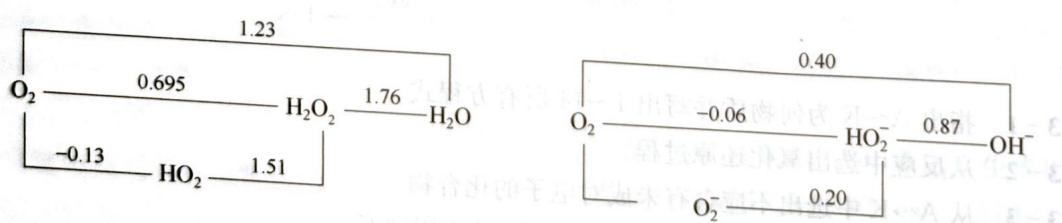 1.23
0.40
O₂ 0.695 H₂O₂ 1.76 H₂O
O₂ -0.06 HO₂⁻ 0.87 OH⁻
-0.13 HO₂ 1.51
O₂⁻ 0.20